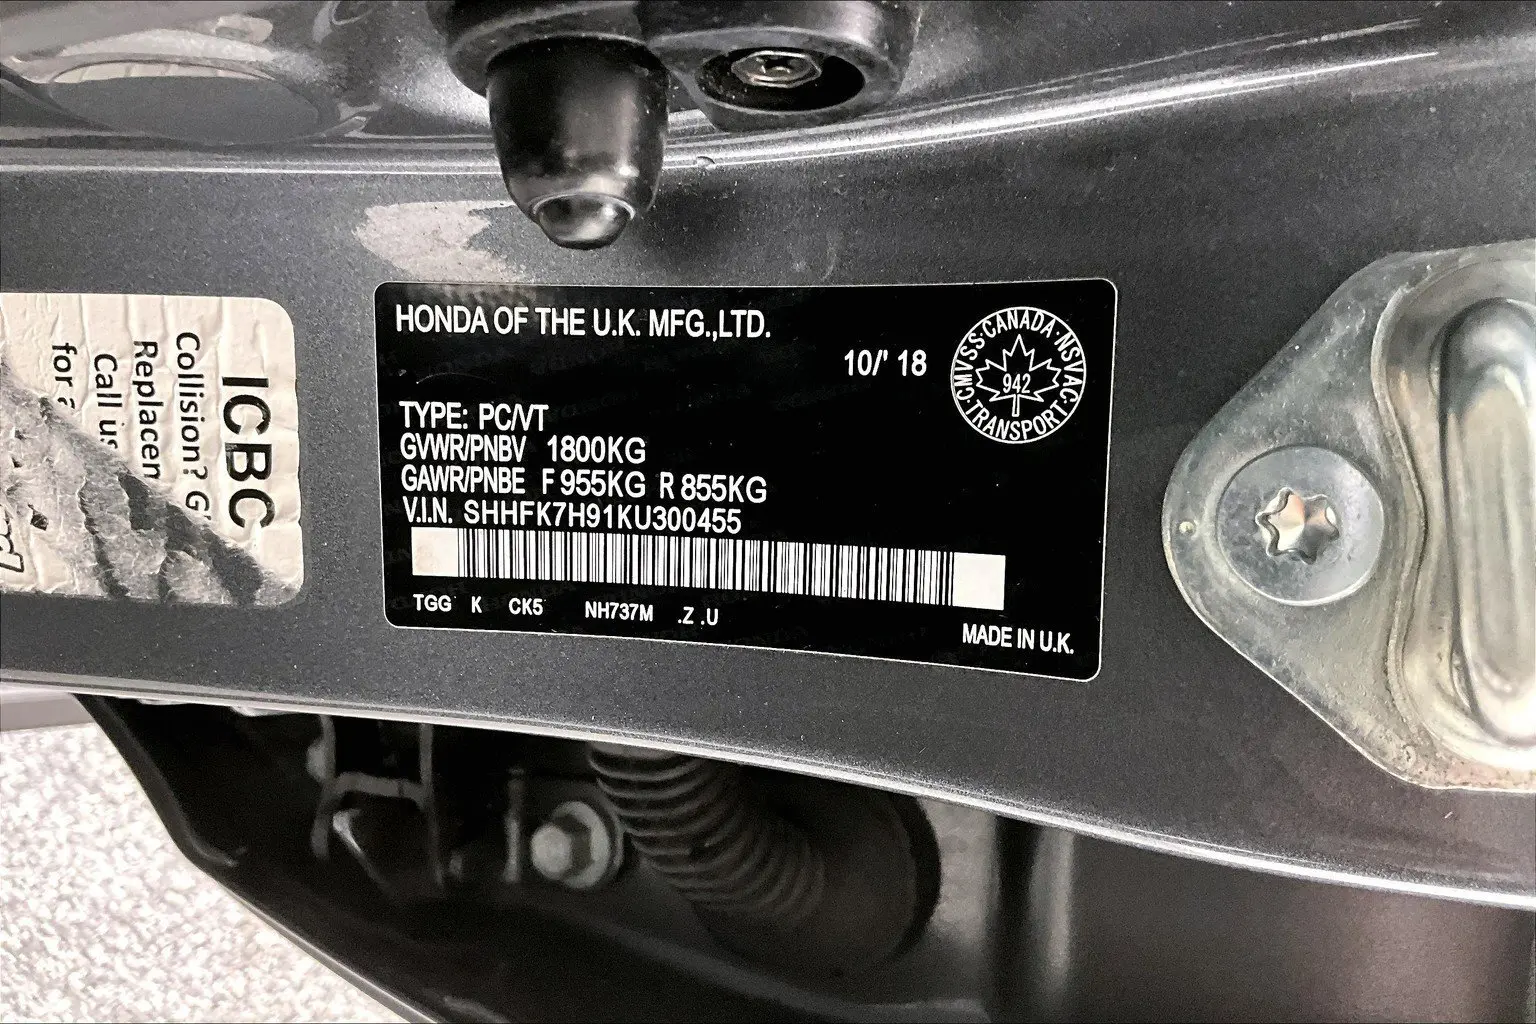 HONDA OF THE U.K. MFG.,LTD.
10/' 18
CMVSS·CANADA·NSVAC·TRANSPORT·
942
TYPE: PC/VT
GVWR/PNBV 1800KG
GAWR/PNBE F 955KG R 855KG
V.I.N. SHHFK7H91KU300455
TGG K CK5 NH737M .Z .U
MADE IN U.K.
ICBC
Collision? 
Replacen
Call us
for